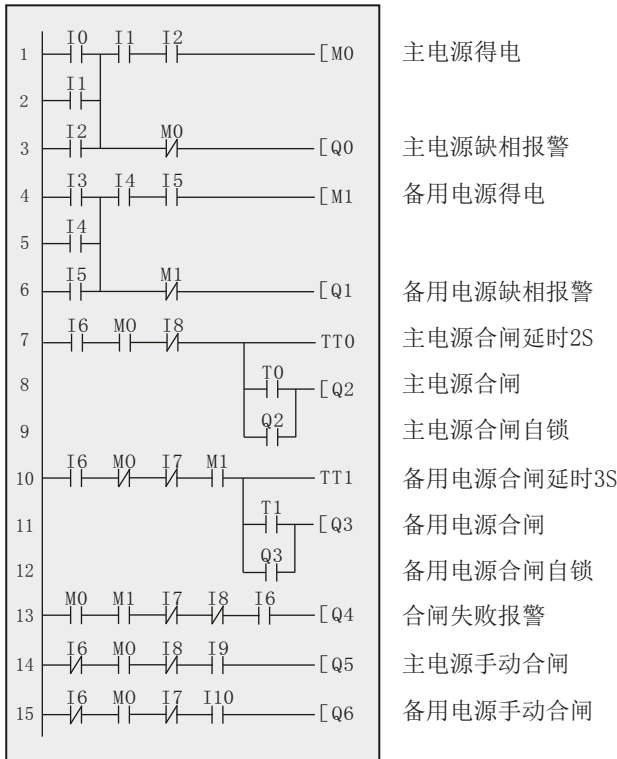 I0 I1 I2
1 [M0 主电源得电
I1
2
I2 M0
3 [Q0 主电源缺相报警
I3 I4 I5
4 [M1 备用电源得电
I4
5
I5 M1
6 [Q1 备用电源缺相报警
I6 M0 I8
7 TT0 主电源合闸延时2S
T0
8 [Q2 主电源合闸
Q2
9 主电源合闸自锁
I6 M0 I7 M1
10 TT1 备用电源合闸延时3S
T1
11 [Q3 备用电源合闸
Q3
12 备用电源合闸自锁
M0 M1 I7 I8 I6
13 [Q4 合闸失败报警
I6 M0 I8 I9
14 [Q5 主电源手动合闸
I6 M0 I7 I10
15 [Q6 备用电源手动合闸